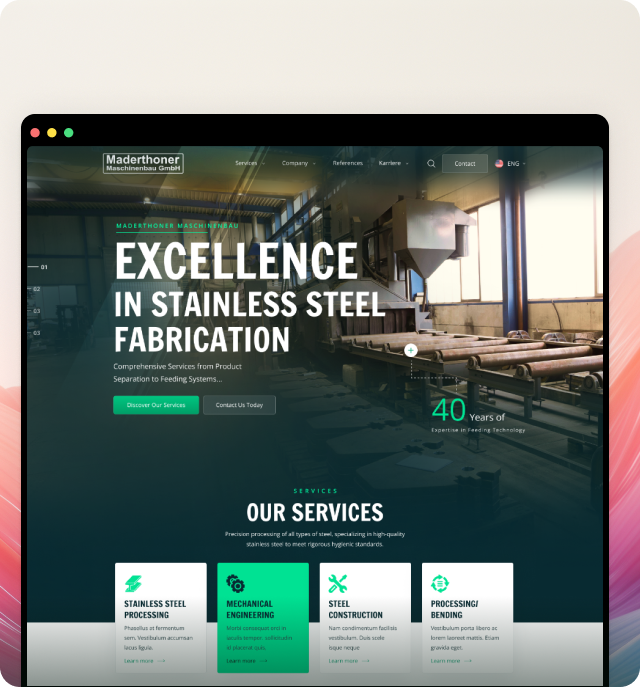 Maderthoner
Maschinenbau GmbH
Services
Company
References
Karriere
Contact
ENG
MADERTHONER MASCHINENBAU
EXCELLENCE
IN STAINLESS STEEL
FABRICATION
01
02
03
03
Comprehensive Services from Product
Separation to Feeding Systems...
Discover Our Services
Contact Us Today
40 Years of
Expertise in Feeding Technology
SERVICES
OUR SERVICES
Precision processing of all types of steel, specializing in high-quality
stainless steel to meet rigorous hygienic standards.
STAINLESS STEEL
PROCESSING
Phasellus at fermentum
sem. Vestibulum accumsan
lacus ligula.
Learn more
MECHANICAL
ENGINEERING
Morbi consequat erat in
iaculis tempor, sollicitudin
id placerat quis.
Learn more
STEEL
CONSTRUCTION
Nam condimentum facilisis
vestibulum. Duis scele
isque neque
Learn more
PROCESSING/
BENDING
Vestibulum porta libero ac
lorem laoreet mattis. Etiam
gravida eget.
Learn more